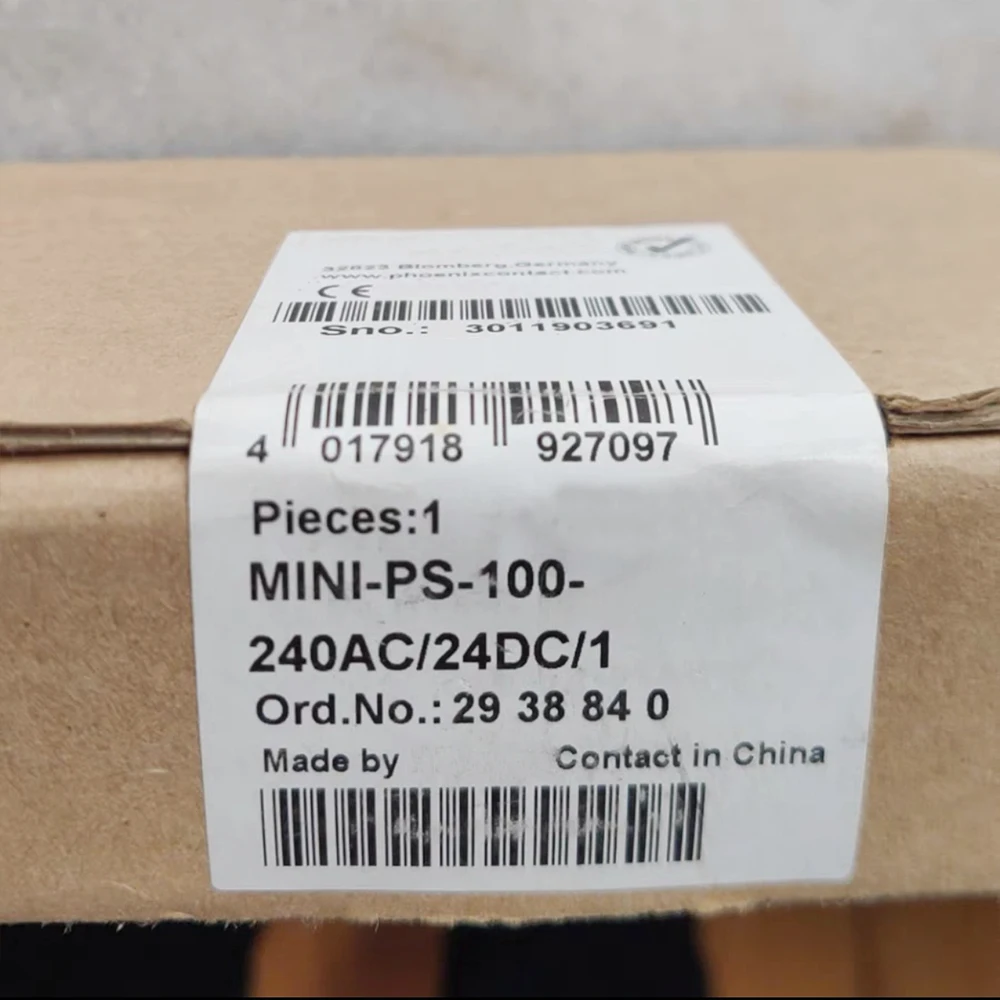 32823 Blomberg.Germany
www.phoenixcontact.com
CE
Sno.: 3011903691
4 017918 927097
Pieces:1
MINI-PS-100-
240AC/24DC/1
Ord.No.: 29 38 84 0
Made by Contact in China